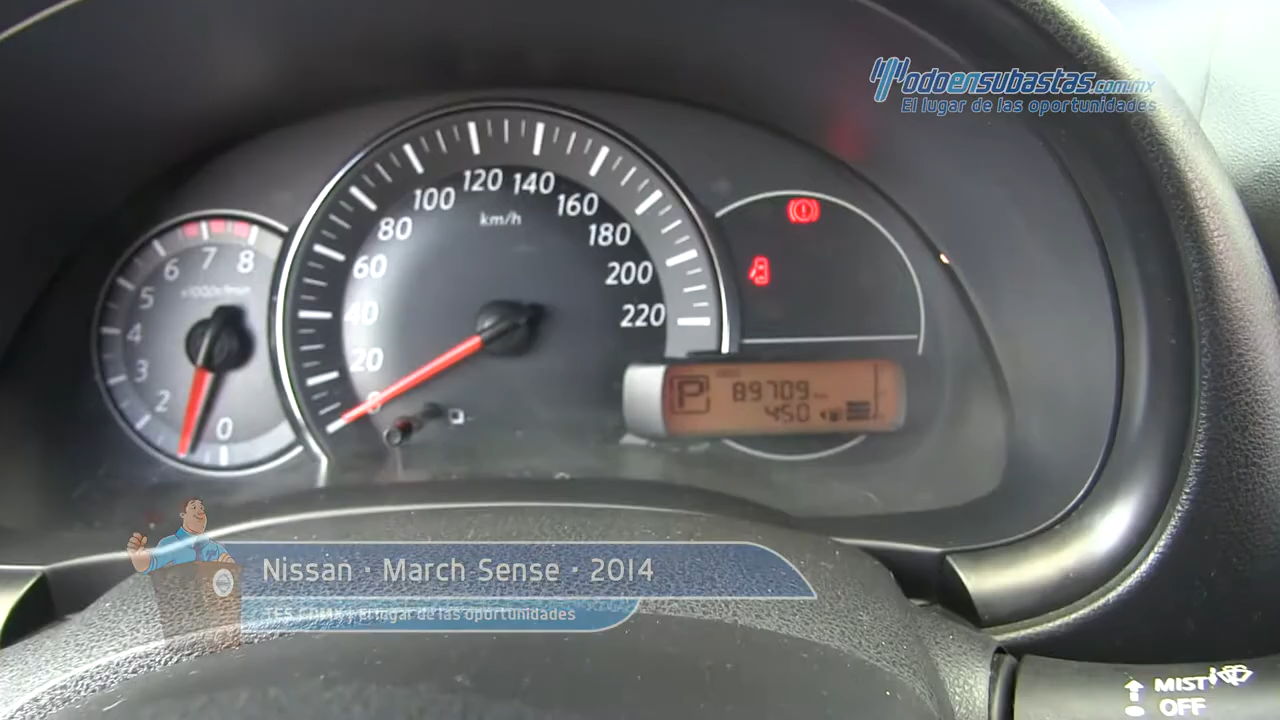 Todoensubastas.com.mx
El lugar de las oportunidades
100 120 140
80 km/h 160
60 180
40 200
20 220
0
6 7 8
5 x1000r/min
4
3
2
0
P 89709
450
Nissan · March Sense · 2014
El lugar de las oportunidades
MIST
OFF